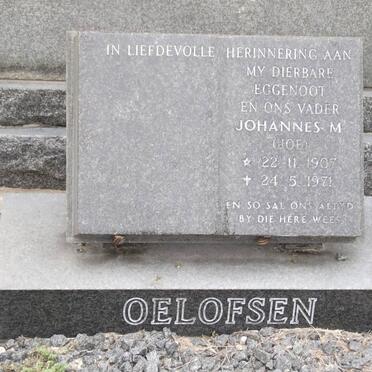 IN LIEFDEVOLLE HERINNERING AAN
MY DIERBARE
EGGENOOT
EN ONS VADER
JOHANNES M
(HOF)
☆ 22.11.1907
✝ 24.5.1971
EN SO SAL ONS ALTYD
BY DIE HERE WEES
OELOFSEN